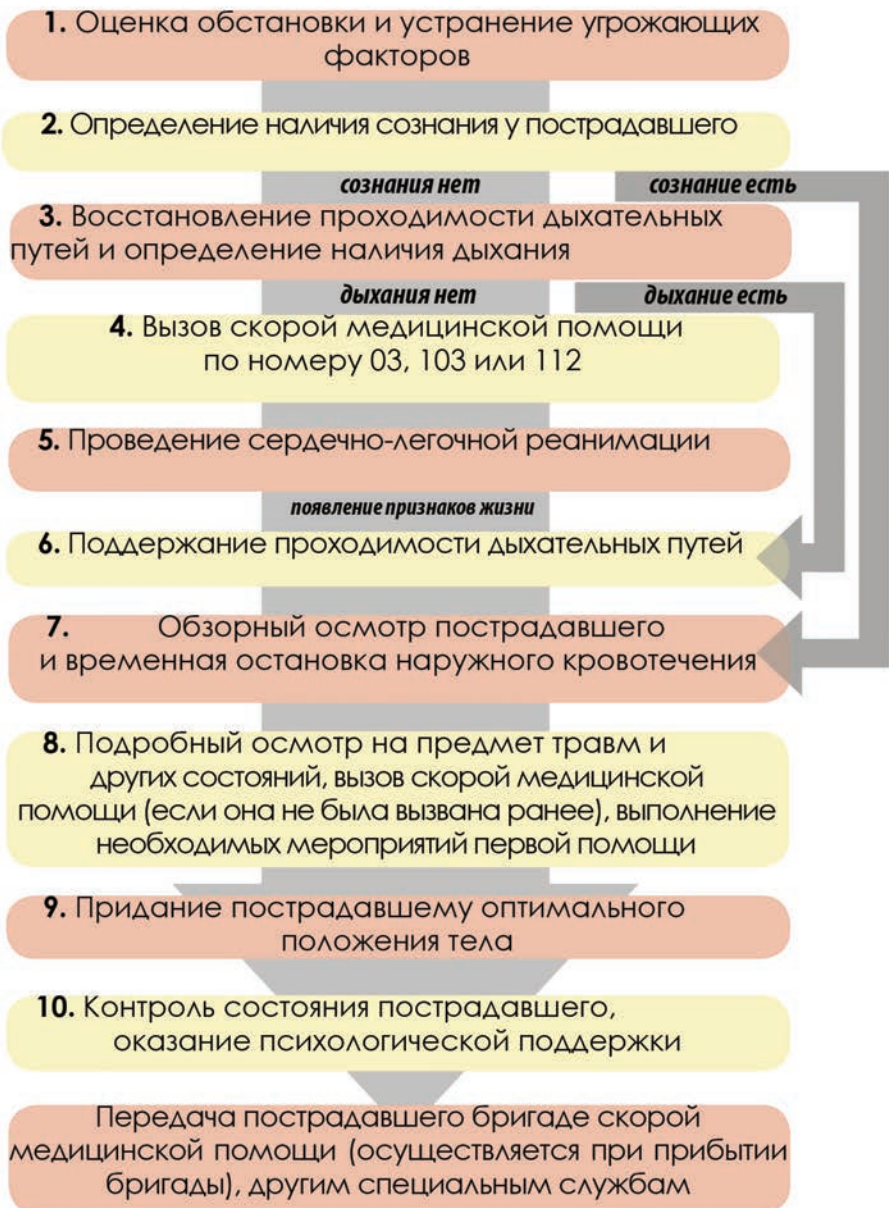 1. Оценка обстановки и устранение угрожающих
факторов
2. Определение наличия сознания у пострадавшего
сознания нет
сознание есть
3. Восстановление проходимости дыхательных
путей и определение наличия дыхания
дыхания нет
дыхание есть
4. Вызов скорой медицинской помощи
по номеру 03, 103 или 112
5. Проведение сердечно-легочной реанимации
появление признаков жизни
6. Поддержание проходимости дыхательных путей
7. Обзорный осмотр пострадавшего
и временная остановка наружного кровотечения
8. Подробный осмотр на предмет травм и
других состояний, вызов скорой медицинской
помощи (если она не была вызвана ранее), выполнение
необходимых мероприятий первой помощи
9. Придание пострадавшему оптимального
положения тела
10. Контроль состояния пострадавшего,
оказание психологической поддержки
Передача пострадавшего бригаде скорой
медицинской помощи (осуществляется при прибытии
бригады), другим специальным службам